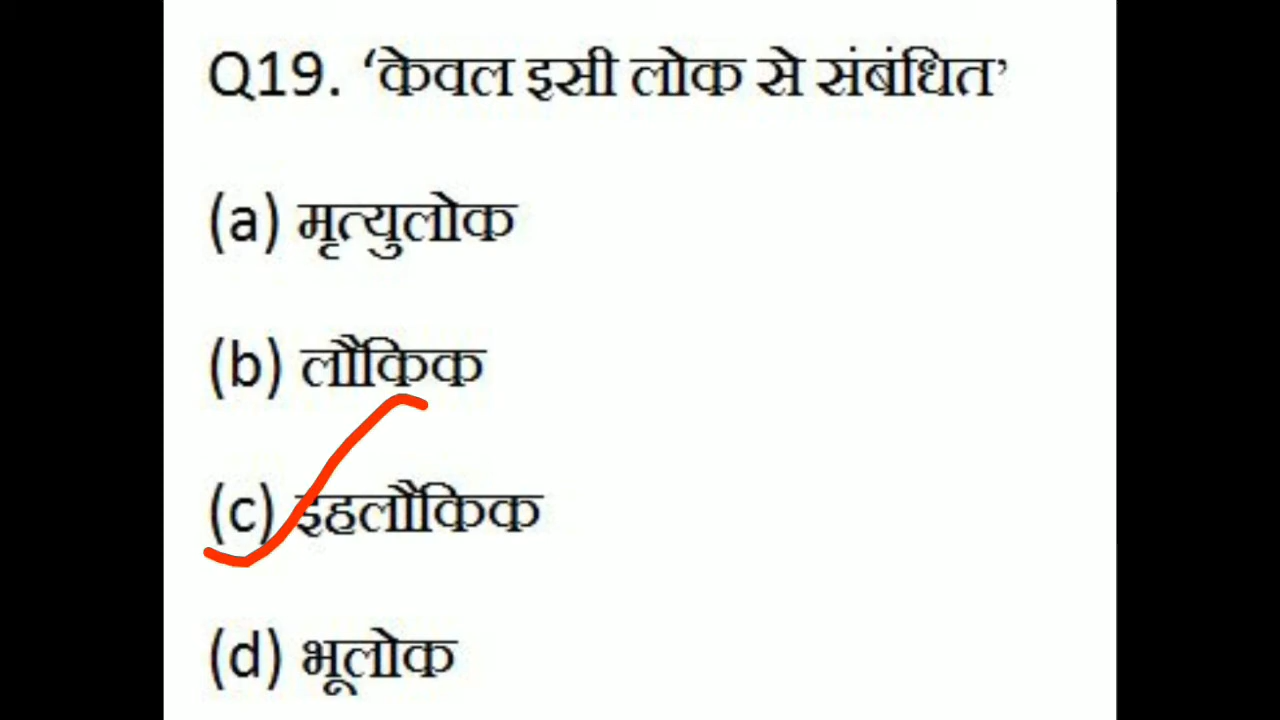 Q19. ‘केवल इसी लोक से संबंधित’
(a) मृत्युलोक
(b) लौकिक
(c) इहलौकिक
(d) भूलोक